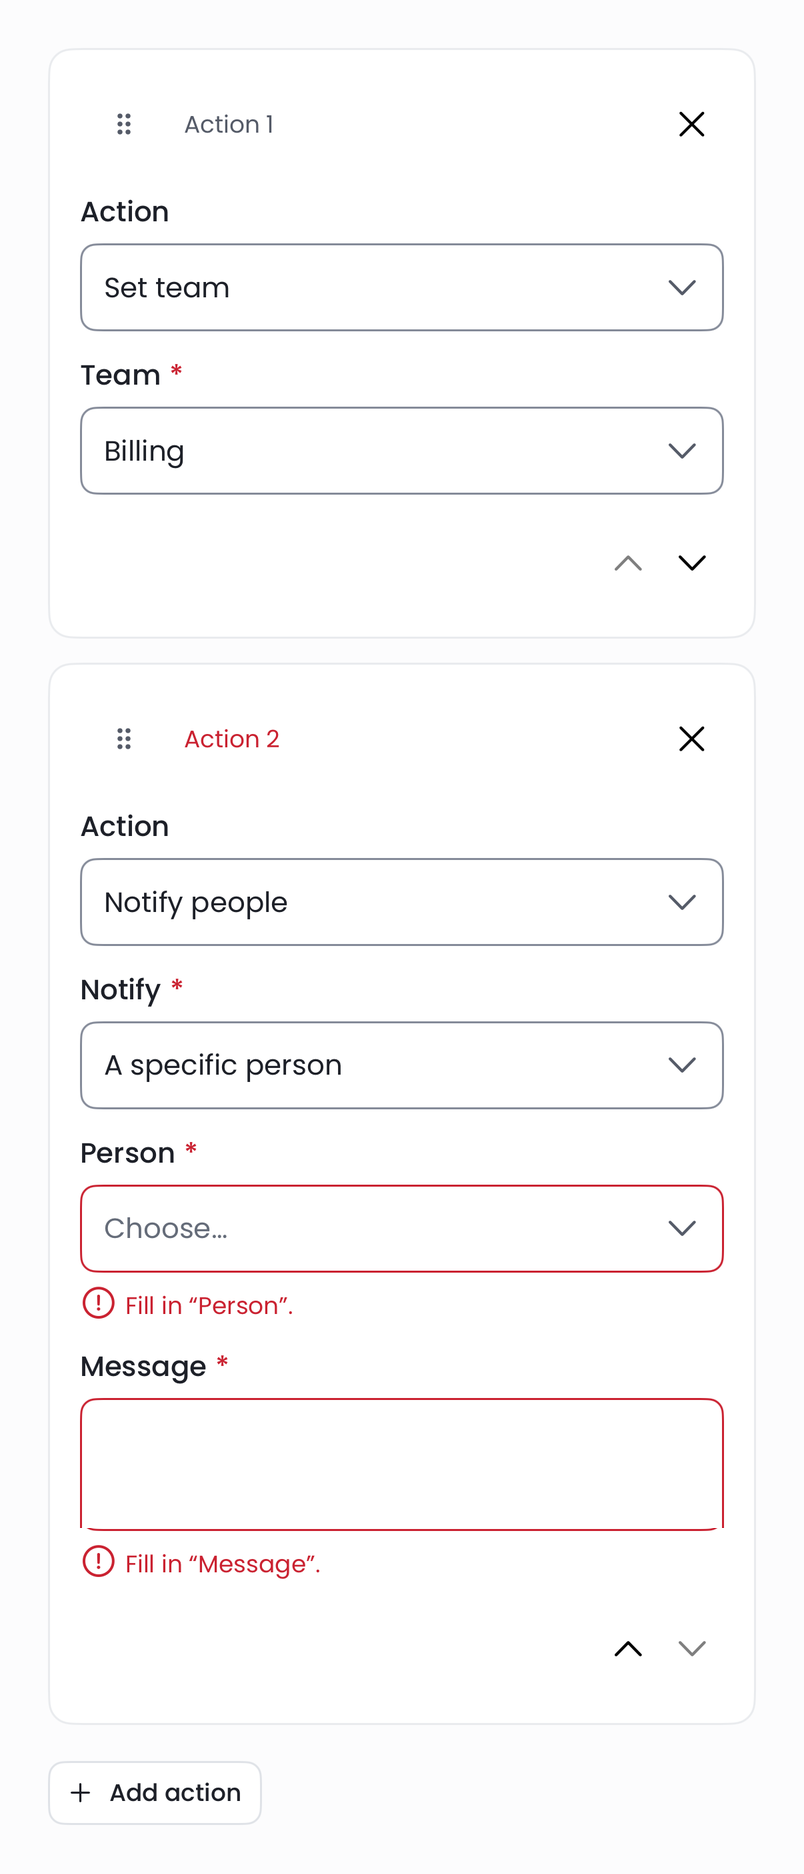 Action 1
Action
Set team
Team *
Billing
Action 2
Action
Notify people
Notify *
A specific person
Person *
Choose...
Fill in “Person”.
Message *
Fill in “Message”.
Add action